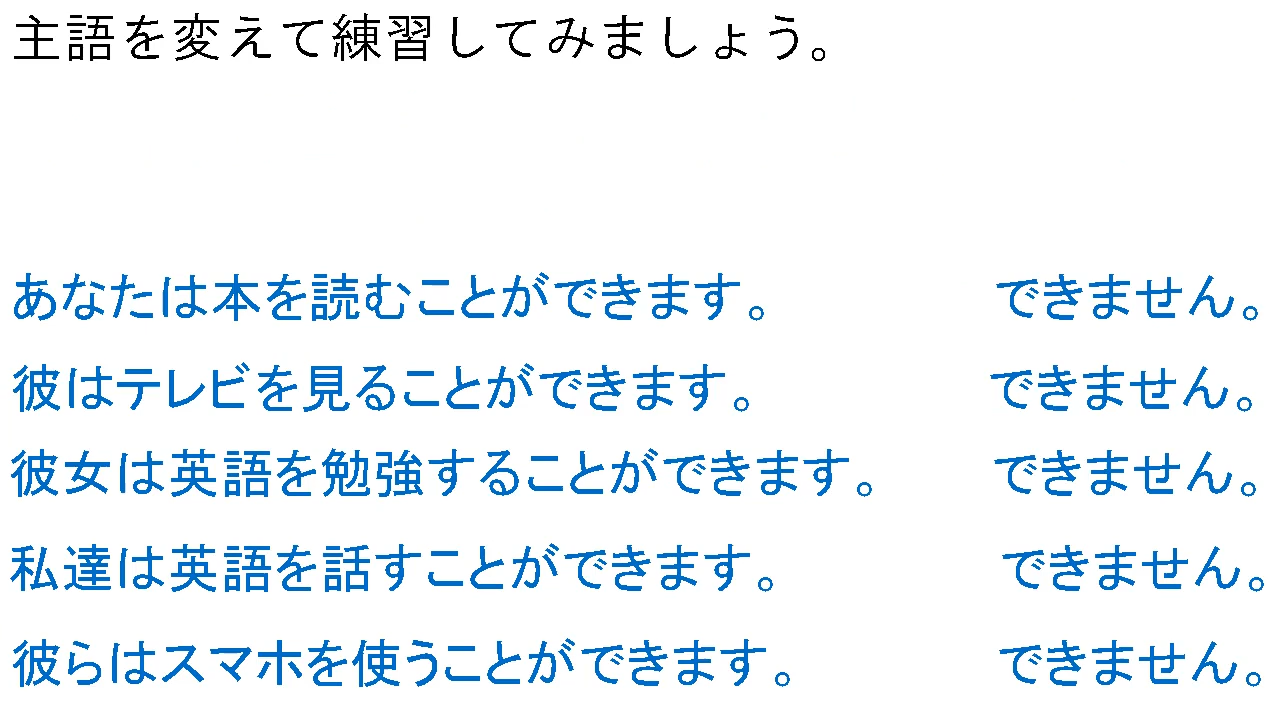 主語を変えて練習してみましょう。
あなたは本を読むことができます。 できません。
彼はテレビを見ることができます。 できません。
彼女は英語を勉強することができます。 できません。
私達は英語を話すことができます。 できません。
彼らはスマホを使うことができます。 できません。